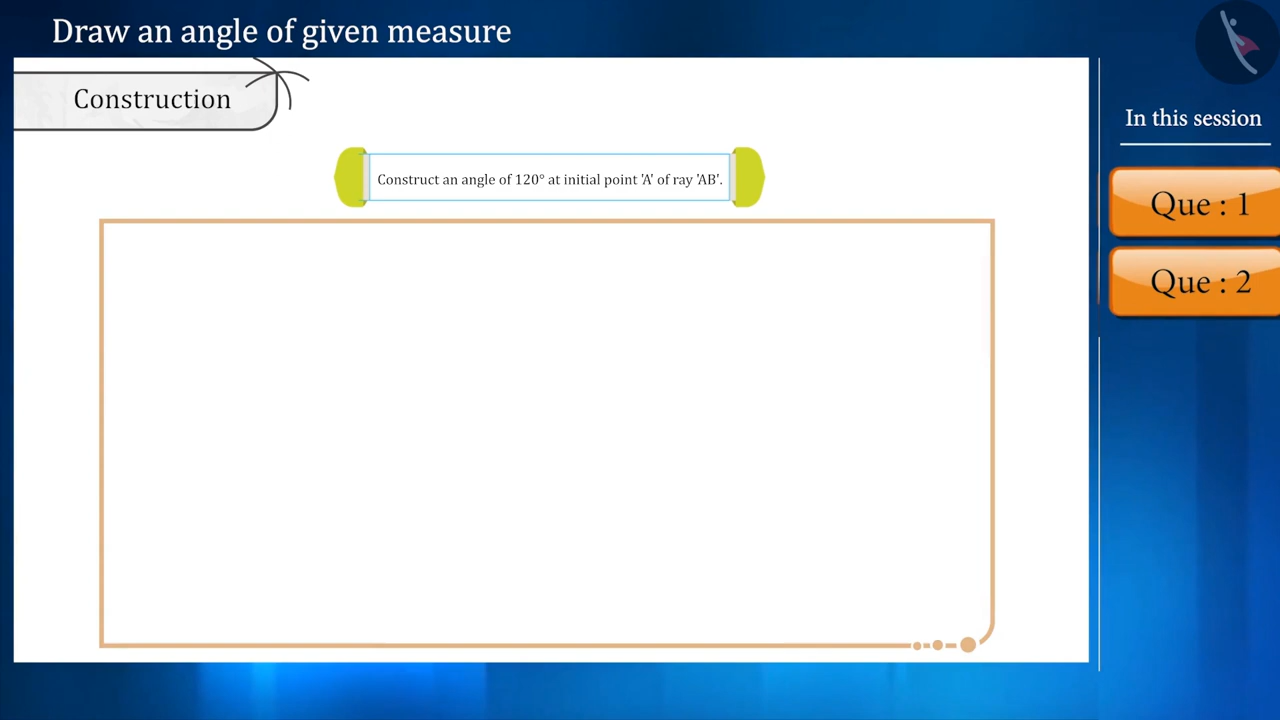 Draw an angle of given measure
Construction
In this session
Construct an angle of 120° at initial point 'A' of ray 'AB'.
Que : 1
Que : 2